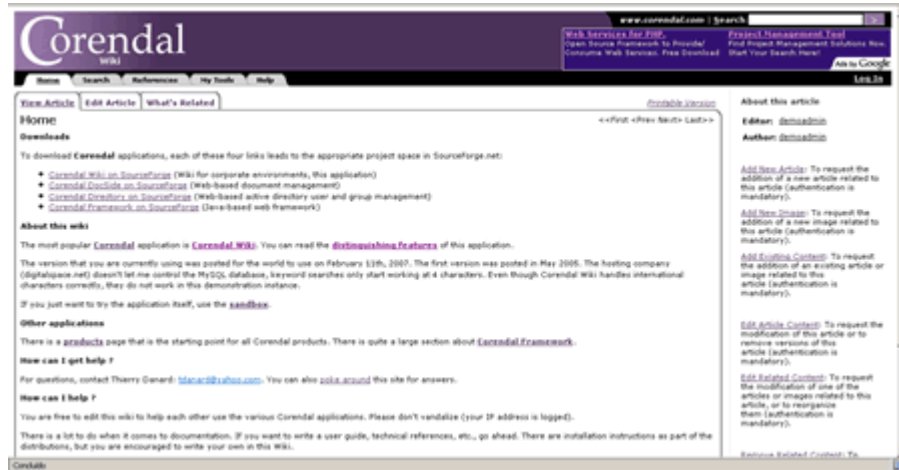 Corendal
Wiki
www.corendal.com | Search
Web Services for PHP.
Open Source Framework to Provide/
Consume Web Services. Free Download
Project Management Tool
Find Project Management Solutions Now.
Start Your Search Here!
Ads by Google
Home Search References My Tools Help
Log In
View Article Edit Article What's Related
Printable Version
Home
<<First <Prev Next> Last>>
Downloads
To download Corendal applications, each of these four links leads to the appropriate project space in SourceForge.net:
Corendal Wiki on SourceForge (Wiki for corporate environments, this application)
Corendal DocSide on SourceForge (Web-based document management)
Corendal Directory on SourceForge (Web-based active directory user and group management)
Corendal Framework on SourceForge (Java-based web framework)
About this wiki
The most popular Corendal application is Corendal Wiki. You can read the distinguishing features of this application.
The version that you are currently using was posted for the world to use on February 11th, 2007. The first version was posted in May 2005. The hosting company
(digitalspace.net) doesn't let me control the MySQL database, keyword searches only start working at 4 characters. Even though Corendal Wiki handles international
characters correctly, they do not work in this demonstration instance.
If you just want to try the application itself, use the sandbox.
Other applications
There is a products page that is the starting point for all Corendal products. There is quite a large section about Corendal Framework.
How can I get help ?
For questions, contact Thierry Danard: tdanard@yahoo.com. You can also poke around this site for answers.
How can I help ?
You are free to edit this wiki to help each other use the various Corendal applications. Please don't vandalize (your IP address is logged).
There is a lot to do when it comes to documentation. If you want to write a user guide, technical references, etc., go ahead. There are installation instructions as part of the
distributions, but you are encouraged to write your own in this Wiki.
About this article
Editor: demoadmin
Author: demoadmin
Add New Article: To request the
addition of a new article related to
this article (authentication is
mandatory).
Add New Image: To request the
addition of a new image related to
this article (authentication is
mandatory).
Add Existing Content: To request
the addition of an existing article or
image related to this
article (authentication is
mandatory).
Edit Article Content: To request the
modification of this article or to
remove versions of this
article (authentication is
mandatory).
Edit Related Content: To request
the modification of one of the
articles or images related to this
article, or to reorganize
them (authentication is
mandatory).
Remove Related Content: To
Concluído